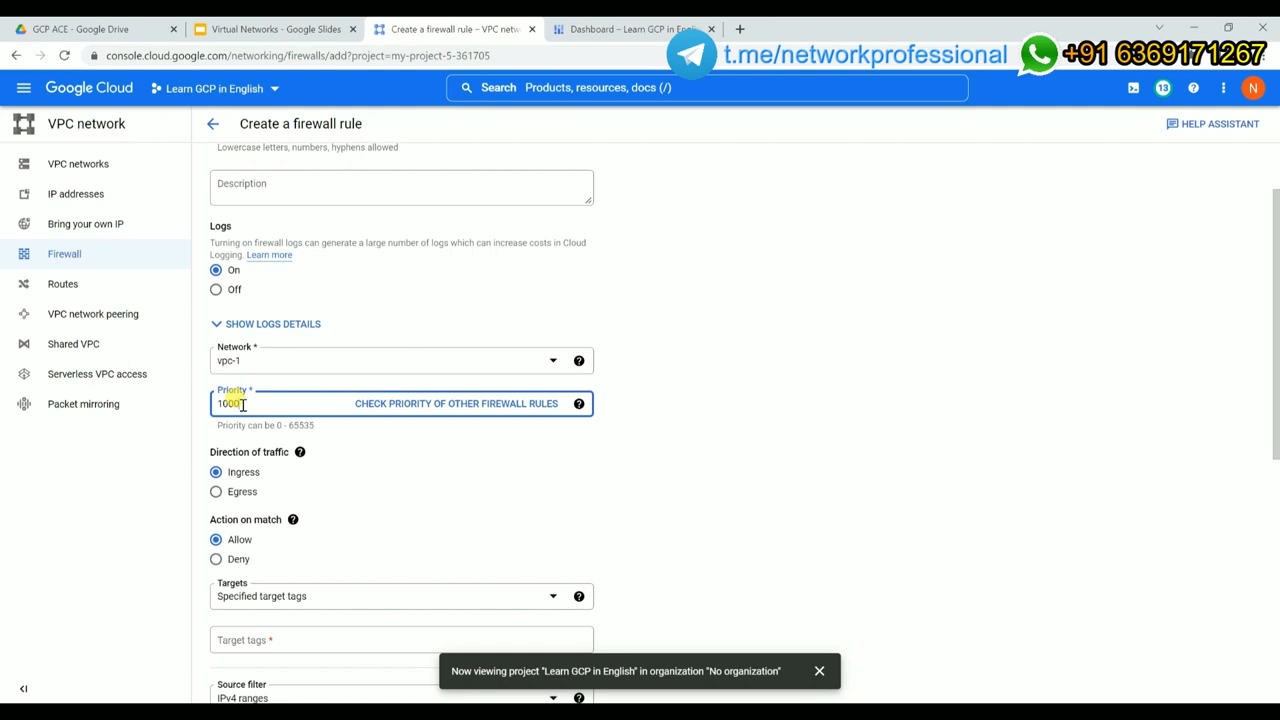 GCP ACE - Google Drive
Virtual Networks - Google Slides
Create a firewall rule – VPC netw
Dashboard – Learn GCP in En
console.cloud.google.com/networking/firewalls/add?project=my-project-5-361705
t.me/networkprofessional
+91 6369171267
Google Cloud
Learn GCP in English
Search Products, resources, docs (/)
13
N
VPC network
Create a firewall rule
HELP ASSISTANT
VPC networks
IP addresses
Bring your own IP
Firewall
Routes
VPC network peering
Shared VPC
Serverless VPC access
Packet mirroring
Lowercase letters, numbers, hyphens allowed
Description
Logs
Turning on firewall logs can generate a large number of logs which can increase costs in Cloud
Logging. Learn more
On
Off
SHOW LOGS DETAILS
Network *
vpc-1
Priority *
1000
CHECK PRIORITY OF OTHER FIREWALL RULES
Priority can be 0 - 65535
Direction of traffic
Ingress
Egress
Action on match
Allow
Deny
Targets
Specified target tags
Target tags *
Source filter
IPv4 ranges
Now viewing project "Learn GCP in English" in organization "No organization"